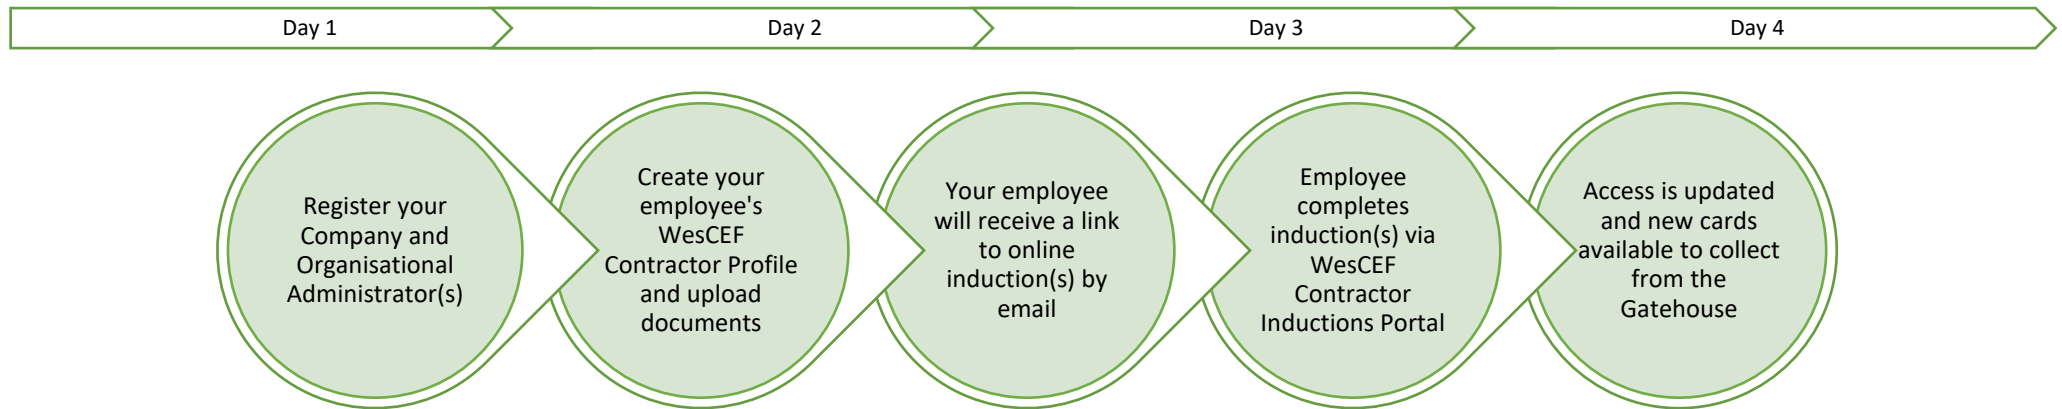 Day 1
Day 2
Day 3
Day 4
Register your
Company and
Organisational
Administrator(s)
Create your
employee's
WesCEF
Contractor Profile
and upload
documents
Your employee
will receive a link
to online
induction(s) by
email
Employee
completes
induction(s) via
WesCEF
Contractor
Inductions Portal
Access is updated
and new cards
available to collect
from the
Gatehouse